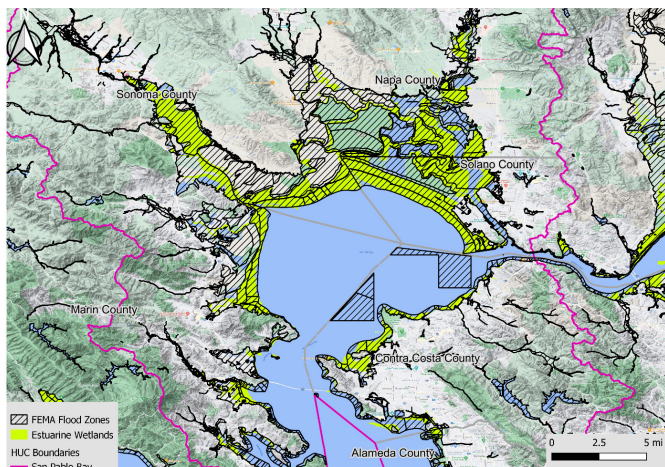 Napa County
Sonoma County
Solano County
Marin County
Contra Costa County
FEMA Flood Zones
Estuarine Wetlands
HUC Boundaries
San Pablo Bay
Alameda County
0 2.5 5 mi